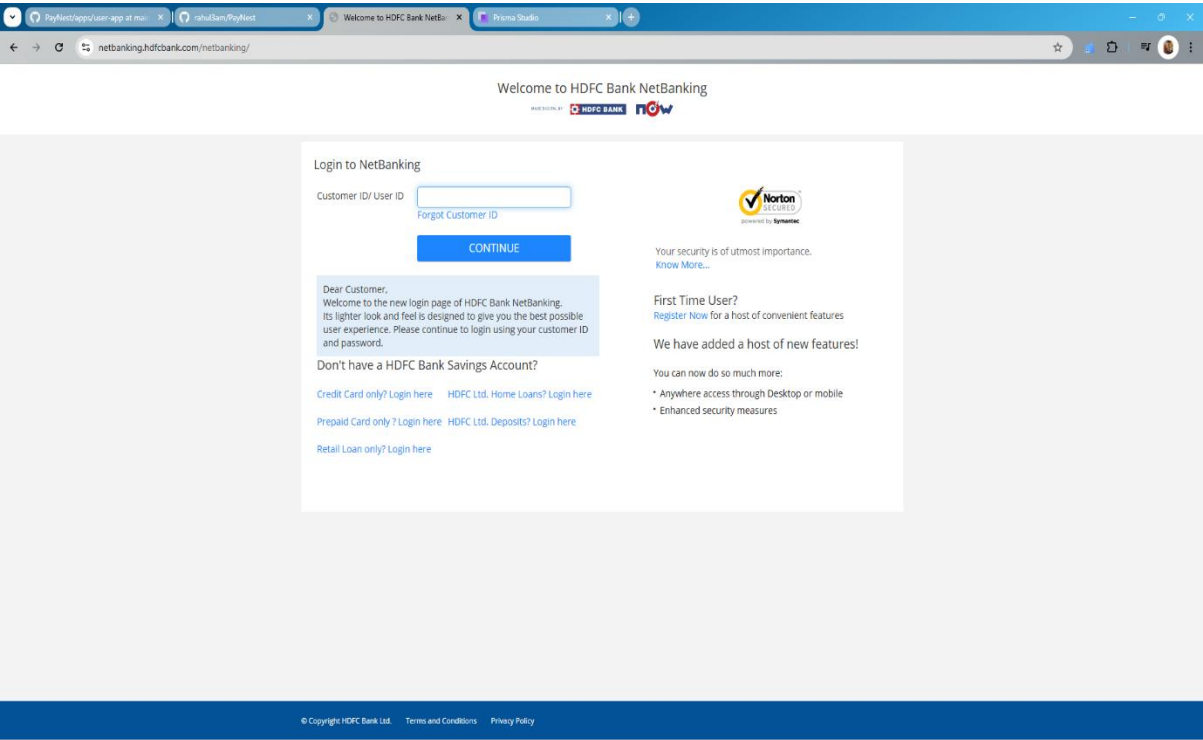 PayNest/apps/user-app at mai
rahul3am/PayNest
Welcome to HDFC Bank NetBa
Prisma Studio
netbanking.hdfcbank.com/netbanking/
Welcome to HDFC Bank NetBanking
HDFC BANK now
Login to NetBanking
Customer ID/ User ID
Forgot Customer ID
CONTINUE
Dear Customer,
Welcome to the new login page of HDFC Bank NetBanking.
Its lighter look and feel is designed to give you the best possible
user experience. Please continue to login using your customer ID
and password.
Don't have a HDFC Bank Savings Account?
Credit Card only? Login here HDFC Ltd. Home Loans? Login here
Prepaid Card only ? Login here HDFC Ltd. Deposits? Login here
Retail Loan only? Login here
Norton
SECURED
powered by Symantec
Your security is of utmost importance.
Know More...
First Time User?
Register Now for a host of convenient features
We have added a host of new features!
You can now do so much more:
• Anywhere access through Desktop or mobile
• Enhanced security measures
© Copyright HDFC Bank Ltd. Terms and Conditions Privacy Policy